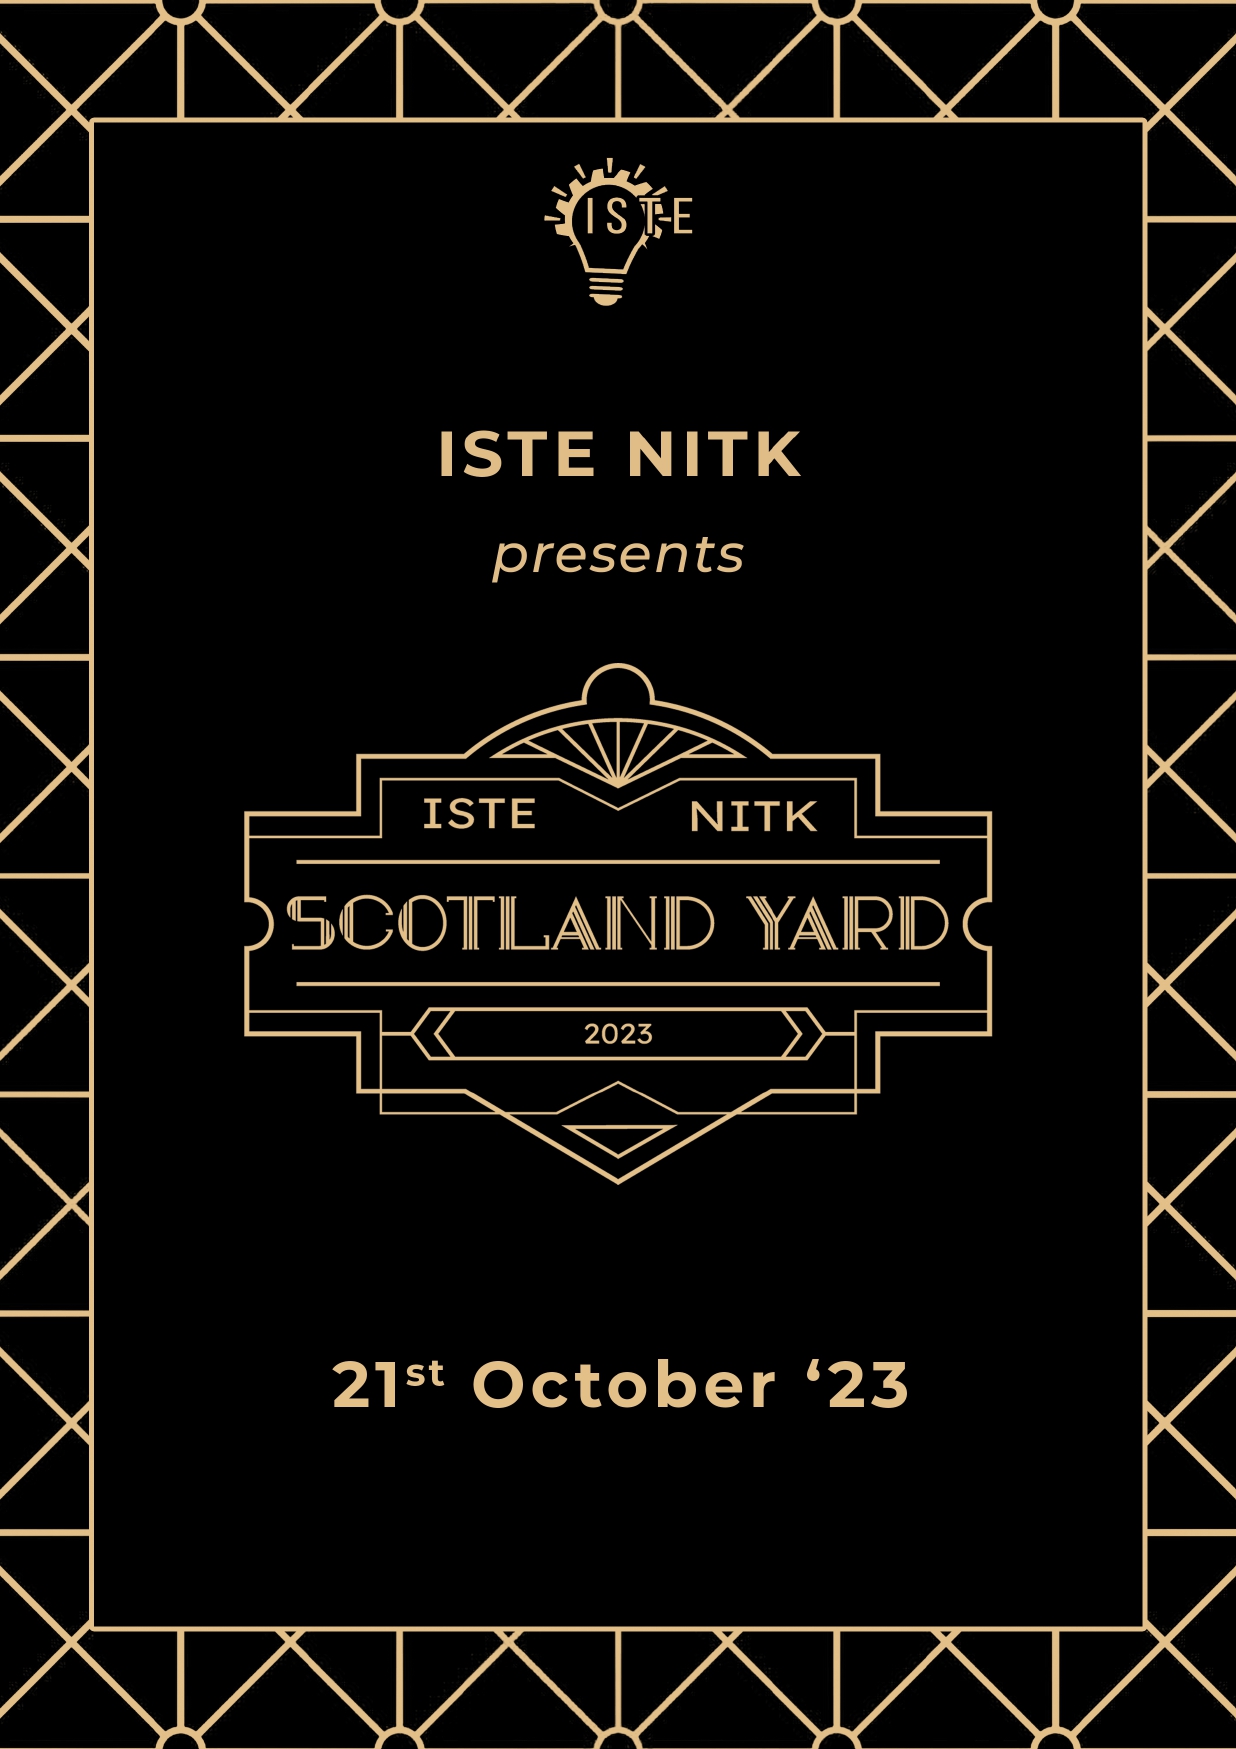 ISTE
ISTE NITK
presents
ISTE NITK
SCOTLAND YARD
2023
21st October ‘23